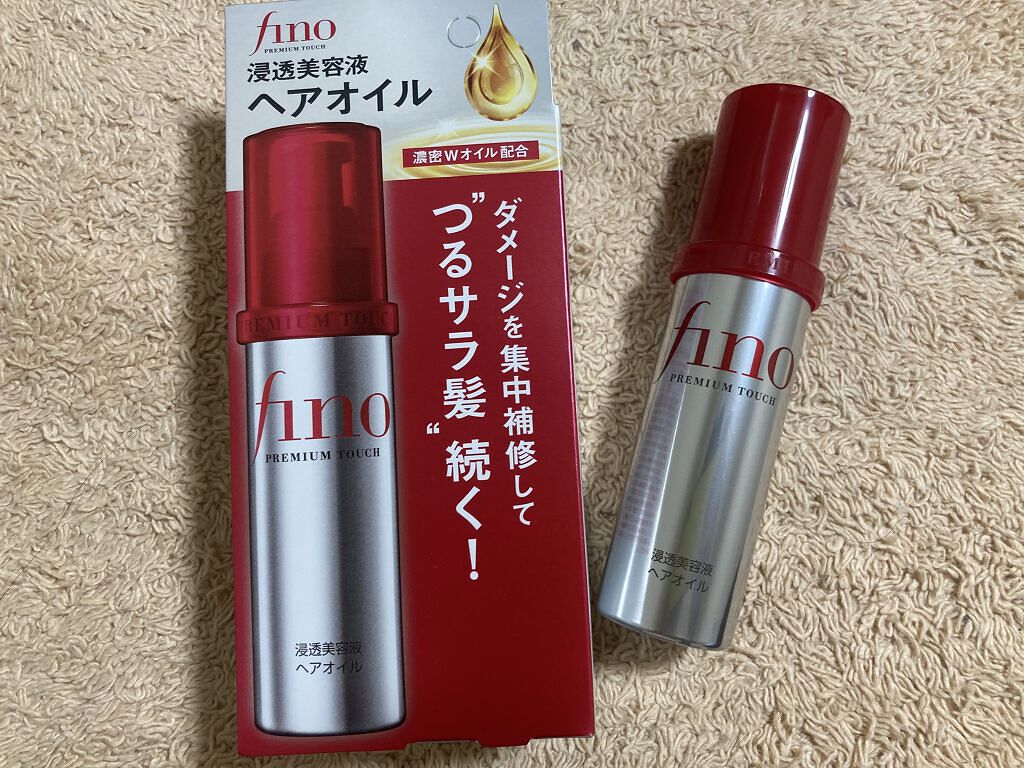 fino
PREMIUM TOUCH
浸透美容液
ヘアオイル
濃密Wオイル配合
ダメージを集中補修して
"つるサラ髪"続く!
REMIUM TOUC
fino
PREMIUM TOUCH
浸透美容液
ヘアオイル
EMI
fino
PREMIUM TOUCH
浸透美容液
ヘアオイル